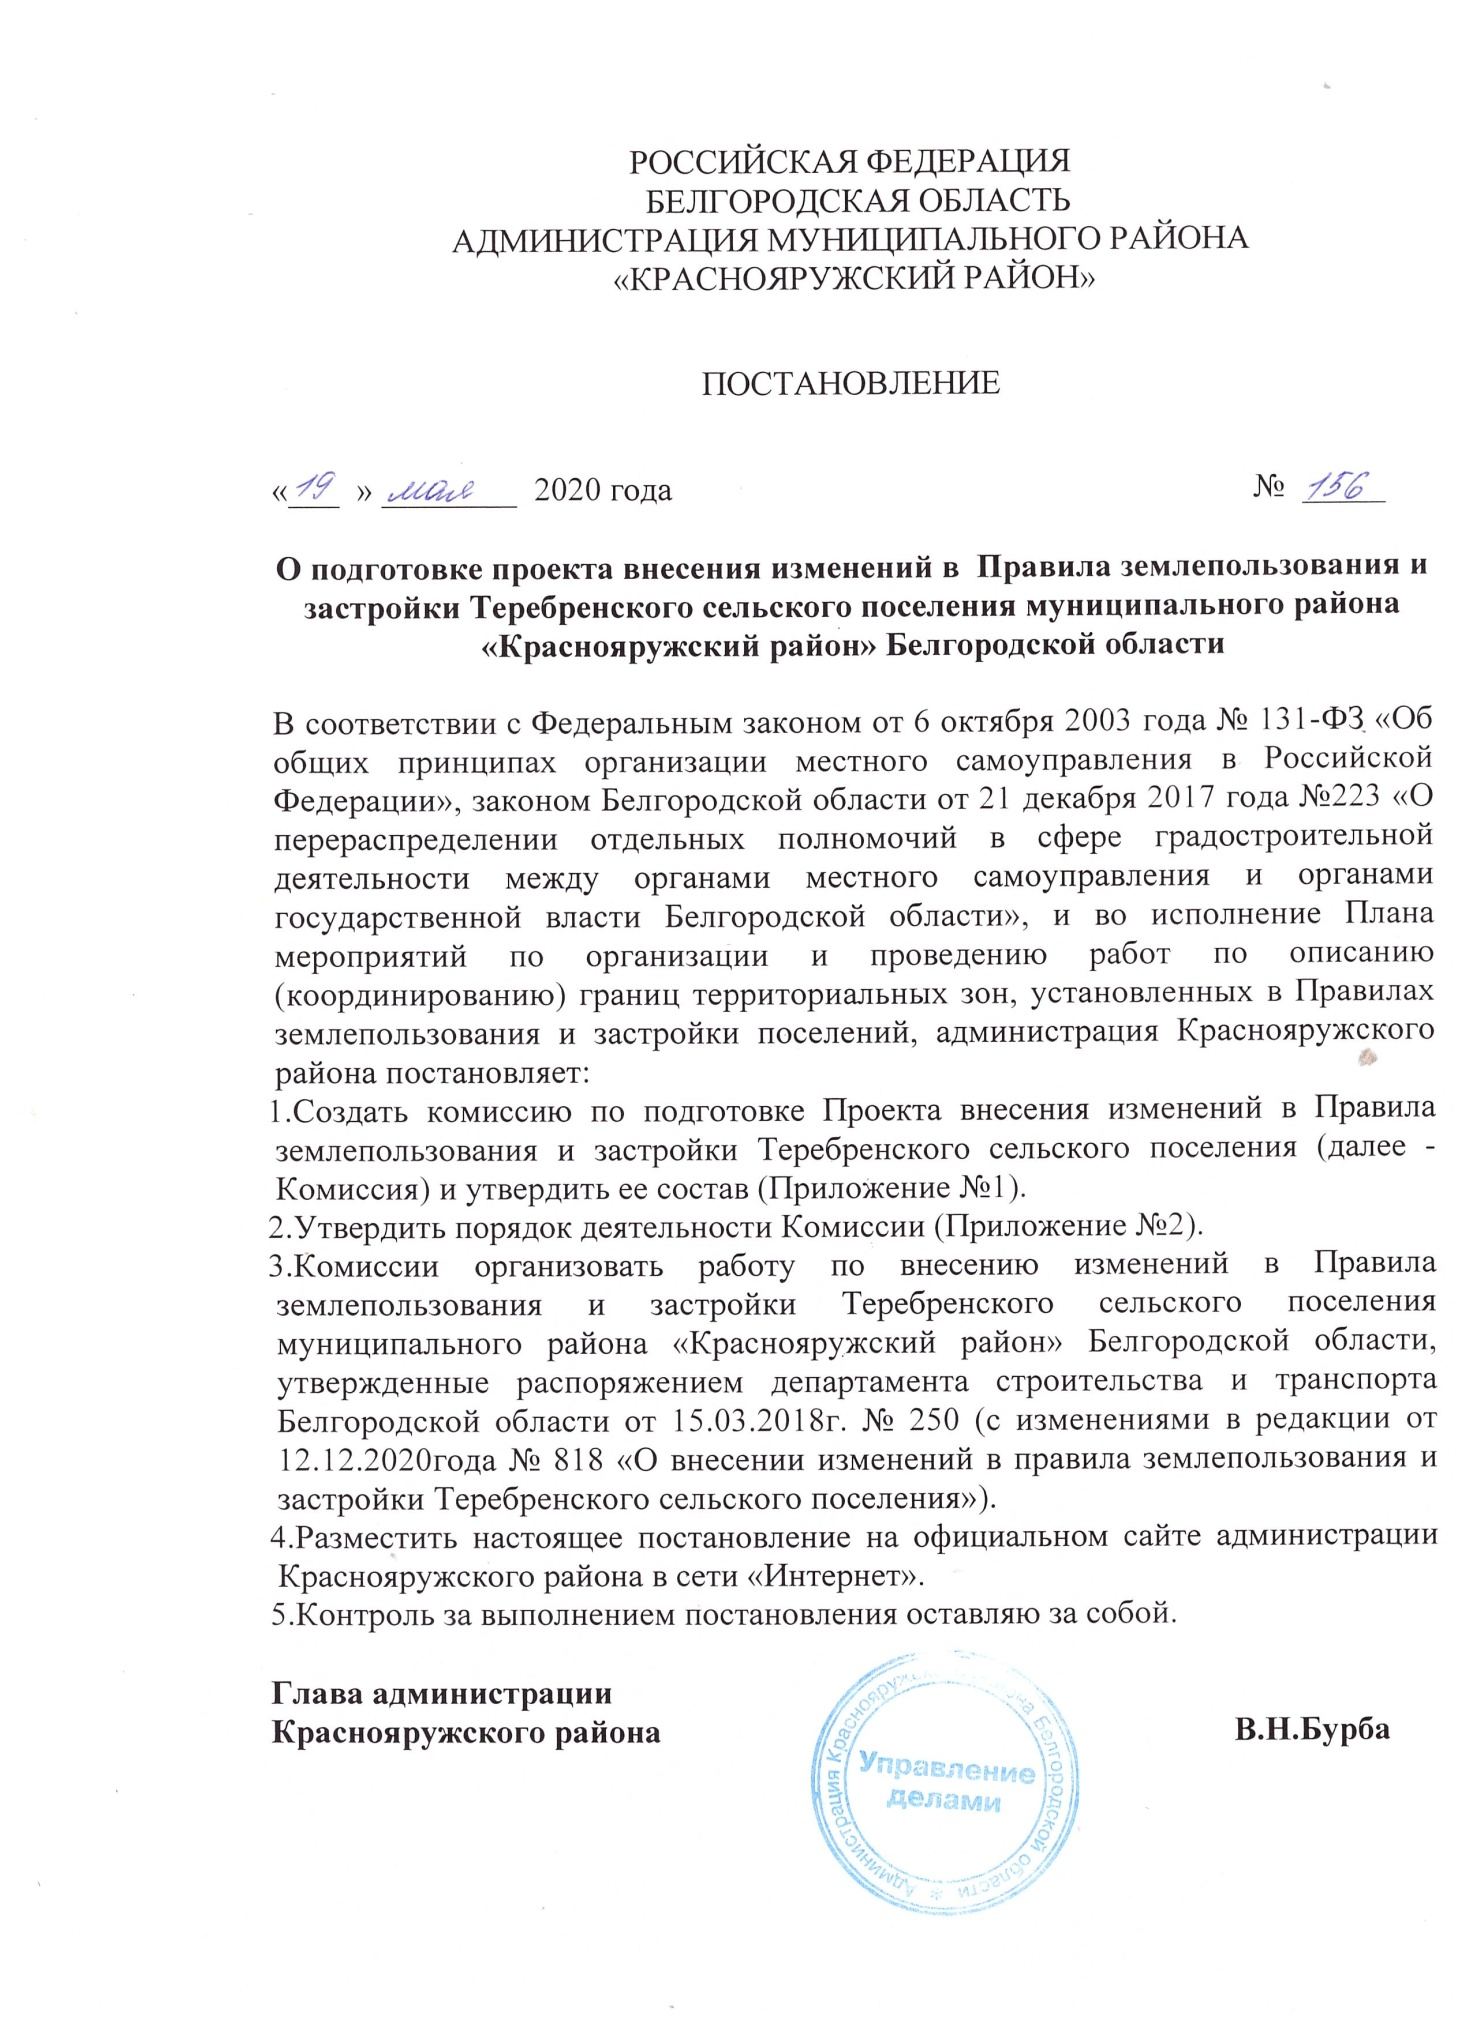 РОССИЙСКАЯ ФЕДЕРАЦИЯ
БЕЛГОРОДСКАЯ ОБЛАСТЬ
АДМИНИСТРАЦИЯ МУНИЦИПАЛЬНОГО РАЙОНА
«КРАСНОЯРУЖСКИЙ РАЙОН»
ПОСТАНОВЛЕНИЕ
«19» мая 2020 года № 156
О подготовке проекта внесения изменений в Правила землепользования и
застройки Теребренского сельского поселения муниципального района
«Краснояружский район» Белгородской области
В соответствии с Федеральным законом от 6 октября 2003 года № 131-ФЗ «Об
общих принципах организации местного самоуправления в Российской
Федерации», законом Белгородской области от 21 декабря 2017 года №223 «О
перераспределении отдельных полномочий в сфере градостроительной
деятельности между органами местного самоуправления и органами
государственной власти Белгородской области», и во исполнение Плана
мероприятий по организации и проведению работ по описанию
(координированию) границ территориальных зон, установленных в Правилах
землепользования и застройки поселений, администрация Краснояружского
района постановляет:
1.Создать комиссию по подготовке Проекта внесения изменений в Правила
землепользования и застройки Теребренского сельского поселения (далее -
Комиссия) и утвердить ее состав (Приложение №1).
2.Утвердить порядок деятельности Комиссии (Приложение №2).
3.Комиссии организовать работу по внесению изменений в Правила
землепользования и застройки Теребренского сельского поселения
муниципального района «Краснояружский район» Белгородской области,
утвержденные распоряжением департамента строительства и транспорта
Белгородской области от 15.03.2018г. № 250 (с изменениями в редакции от
12.12.2020года № 818 «О внесении изменений в правила землепользования и
застройки Теребренского сельского поселения»).
4.Разместить настоящее постановление на официальном сайте администрации
Краснояружского района в сети «Интернет».
5.Контроль за выполнением постановления оставляю за собой.
Глава администрации
Краснояружского района В.Н.Бурба
Администрация Краснояружского района Белгородской области *
Управление
делами